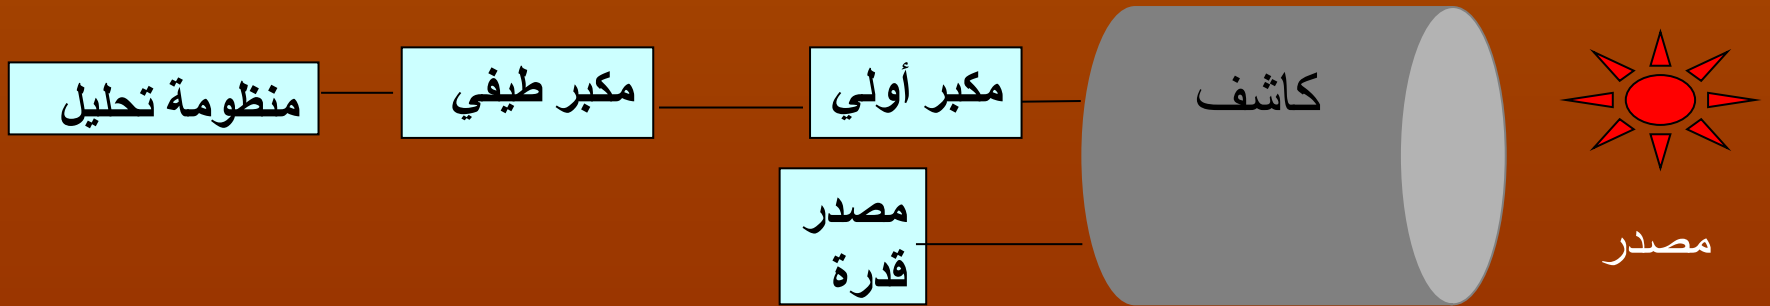 كاشف
مكبر أولي
مكبر طيفي
منظومة تحليل
مصدر
قدرة
مصدر